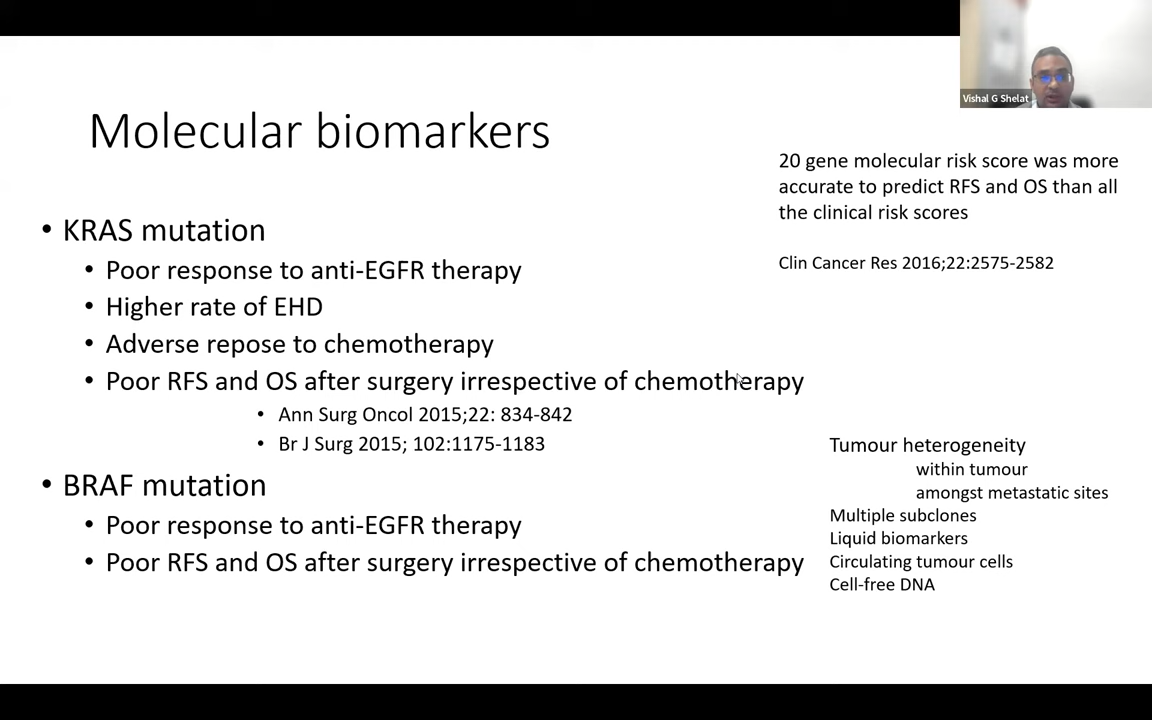 Vishal G Shelat
Molecular biomarkers
20 gene molecular risk score was more
accurate to predict RFS and OS than all
the clinical risk scores
Clin Cancer Res 2016;22:2575-2582
• KRAS mutation
• Poor response to anti-EGFR therapy
• Higher rate of EHD
• Adverse repose to chemotherapy
• Poor RFS and OS after surgery irrespective of chemotherapy
• Ann Surg Oncol 2015;22: 834-842
• Br J Surg 2015; 102:1175-1183
• BRAF mutation
• Poor response to anti-EGFR therapy
• Poor RFS and OS after surgery irrespective of chemotherapy
Tumour heterogeneity
within tumour
amongst metastatic sites
Multiple subclones
Liquid biomarkers
Circulating tumour cells
Cell-free DNA